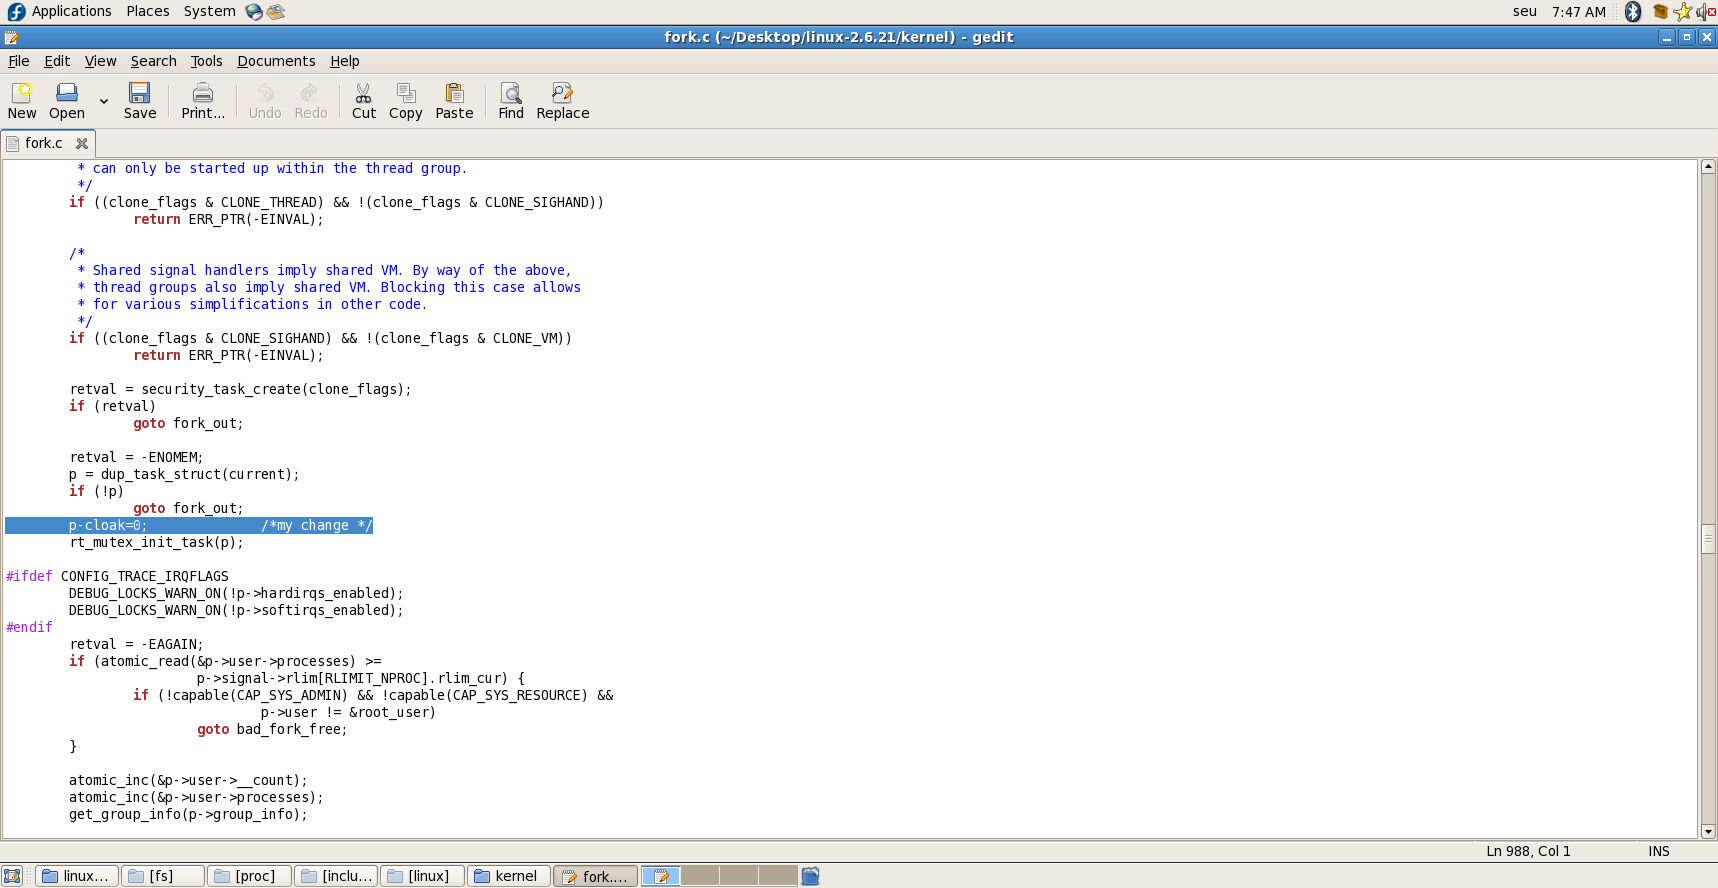 Applications Places System seu 7:47 AM
fork.c (~/Desktop/linux-2.6.21/kernel) - gedit
File Edit View Search Tools Documents Help
New Open Save Print... Undo Redo Cut Copy Paste Find Replace
fork.c
* can only be started up within the thread group.
*/
if ((clone_flags & CLONE_THREAD) && !(clone_flags & CLONE_SIGHAND))
return ERR_PTR(-EINVAL);
/*
* Shared signal handlers imply shared VM. By way of the above,
* thread groups also imply shared VM. Blocking this case allows
* for various simplifications in other code.
*/
if ((clone_flags & CLONE_SIGHAND) && !(clone_flags & CLONE_VM))
return ERR_PTR(-EINVAL);
retval = security_task_create(clone_flags);
if (retval)
goto fork_out;
retval = -ENOMEM;
p = dup_task_struct(current);
if (!p)
goto fork_out;
p-cloak=0; /*my change */
rt_mutex_init_task(p);
#ifdef CONFIG_TRACE_IRQFLAGS
DEBUG_LOCKS_WARN_ON(!p->hardirqs_enabled);
DEBUG_LOCKS_WARN_ON(!p->softirqs_enabled);
#endif
retval = -EAGAIN;
if (atomic_read(&p->user->processes) >=
p->signal->rlim[RLIMIT_NPROC].rlim_cur) {
if (!capable(CAP_SYS_ADMIN) && !capable(CAP_SYS_RESOURCE) &&
p->user != &root_user)
goto bad_fork_free;
}
atomic_inc(&p->user->__count);
atomic_inc(&p->user->processes);
get_group_info(p->group_info);
Ln 988, Col 1 INS
linux... [fs] [proc] [inclu... [linux] kernel fork....